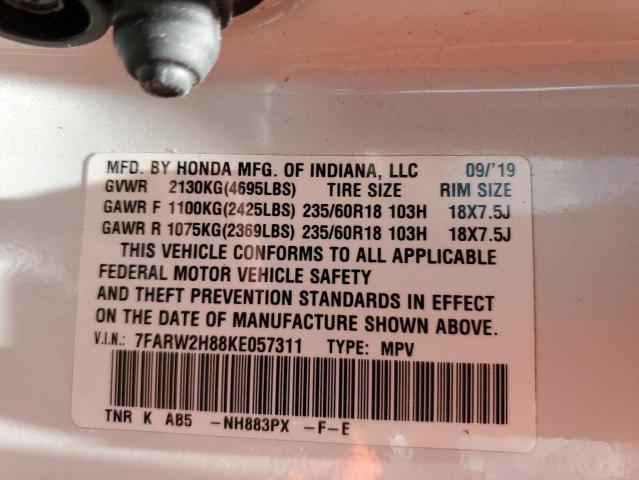 MFD. BY HONDA MFG. OF INDIANA, LLC 09/'19
GVWR 2130KG(4695LBS) TIRE SIZE RIM SIZE
GAWR F 1100KG(2425LBS) 235/60R18 103H 18X7.5J
GAWR R 1075KG(2369LBS) 235/60R18 103H 18X7.5J
THIS VEHICLE CONFORMS TO ALL APPLICABLE
FEDERAL MOTOR VEHICLE SAFETY
AND THEFT PREVENTION STANDARDS IN EFFECT
ON THE DATE OF MANUFACTURE SHOWN ABOVE.
V.I.N.: 7FARW2H88KE057311 TYPE: MPV
TNR K AB5 -NH883PX -F-E